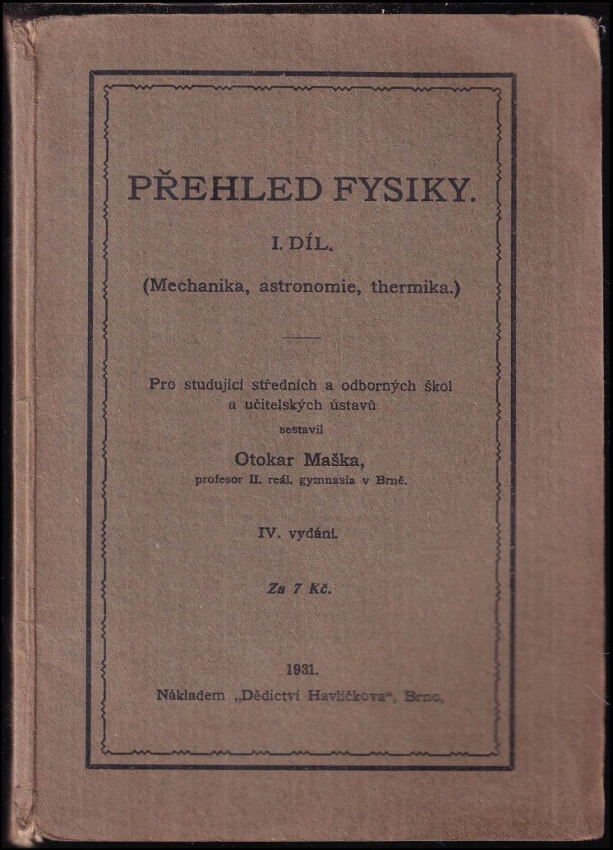 PŘEHLED FYSIKY.
I. DÍL.
(Mechanika, astronomie, thermika.)
Pro studující středních a odborných škol
a učitelských ústavů
sestavil
Otokar Maška,
profesor II. reál. gymnasia v Brně.
IV. vydání.
Za 7 Kč.
1931.
Nákladem „Dědictví Havlíčkova“, Brno,